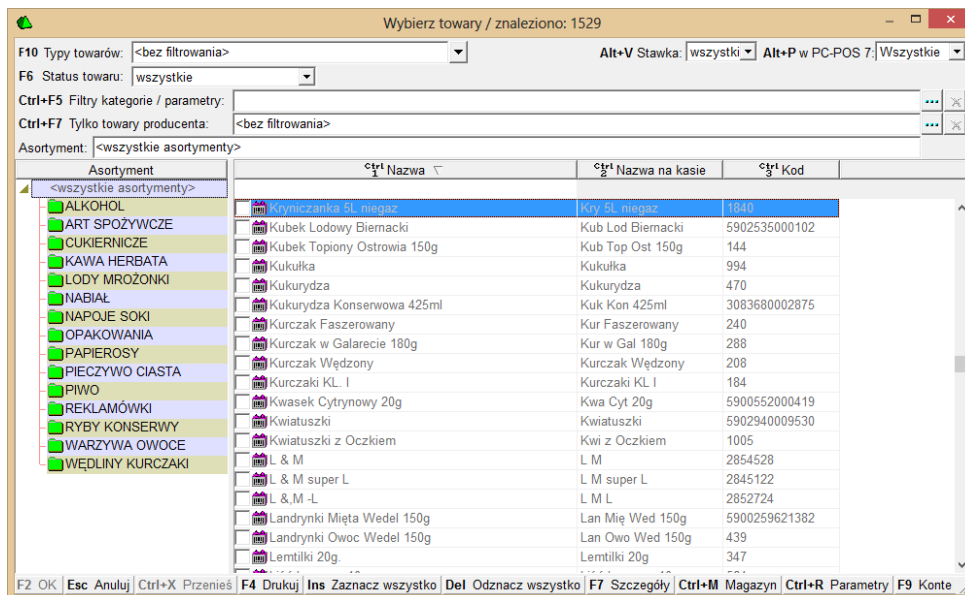 Wybierz towary / znaleziono: 1529
F10 Typy towarów: <bez filtrowania> Alt+V Stawka: wszystki Alt+P w PC-POS 7: Wszystkie
F6 Status towaru: wszystkie
Ctrl+F5 Filtry kategorie / parametry:
Ctrl+F7 Tylko towary producenta: <bez filtrowania>
Asortyment: <wszystkie asortymenty>
Asortyment
<wszystkie asortymenty>
ALKOHOL
ART SPOŻYWCZE
CUKIERNICZE
KAWA HERBATA
LODY MROŻONKI
NABIAŁ
NAPOJE SOKI
OPAKOWANIA
PAPIEROSY
PIECZYWO CIASTA
PIWO
REKLAMÓWKI
RYBY KONSERWY
WARZYWA OWOCE
WĘDLINY KURCZAKI
Ctrl 1 Nazwa Ctrl 2 Nazwa na kasie Ctrl 3 Kod
Kryniczanka 5L niegaz Kry 5L niegaz 1840
Kubek Lodowy Biernacki Kub Lod Biernacki 5902535000102
Kubek Topiony Ostrowia 150g Kub Top Ost 150g 144
Kukułka Kukułka 994
Kukurydza Kukurydza 470
Kukurydza Konserwowa 425ml Kuk Kon 425ml 3083680002875
Kurczak Faszerowany Kur Faszerowany 240
Kurczak w Galarecie 180g Kur w Gal 180g 288
Kurczak Wędzony Kurczak Wędzony 208
Kurczaki KL. I Kurczaki KL I 184
Kwasek Cytrynowy 20g Kwa Cyt 20g 5900552000419
Kwiatuszki Kwiatuszki 5902940009530
Kwiatuszki z Oczkiem Kwi z Oczkiem 1005
L & M L M 2854528
L & M super L L M super L 2845122
L &,M -L L M L 2852724
Landrynki Mięta Wedel 150g Lan Mię Wed 150g 5900259621382
Landrynki Owoc Wedel 150g Lan Owo Wed 150g 439
Lemtilki 20g. Lemtilki 20g 347
F2 OK Esc Anuluj Ctrl+X Przenieś F4 Drukuj Ins Zaznacz wszystko Del Odznacz wszystko F7 Szczegóły Ctrl+M Magazyn Ctrl+R Parametry F9 Konte